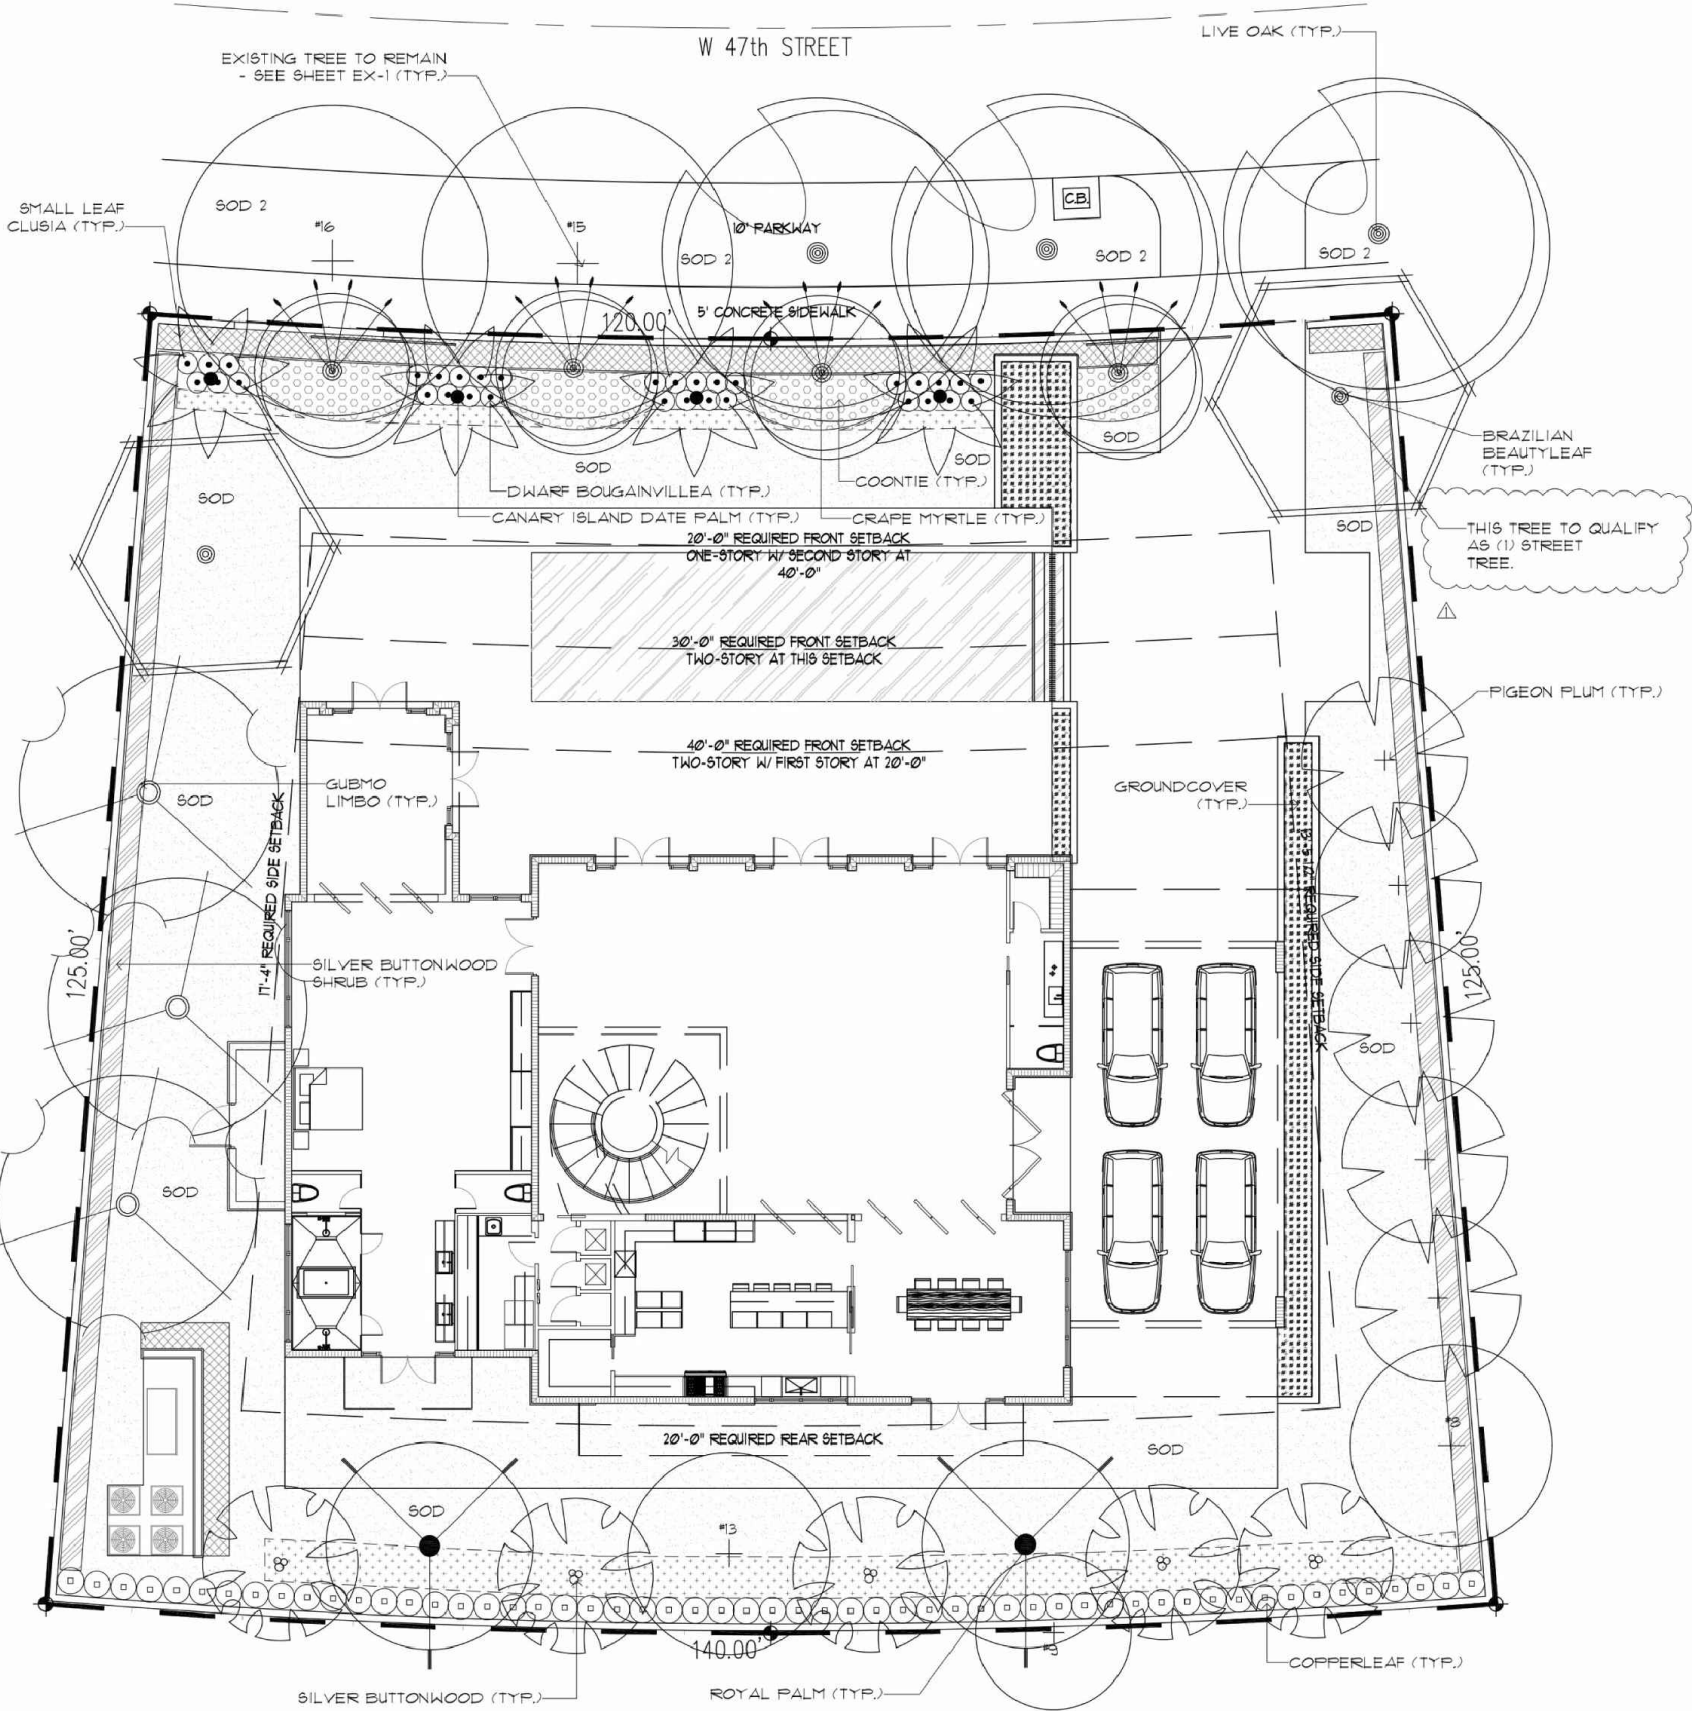 W 47th STREET
LIVE OAK (TYP.)
EXISTING TREE TO REMAIN
- SEE SHEET EX-1 (TYP.)
SMALL LEAF
CLUSIA (TYP.)
SOD 2
#16
#15
10' PARKWAY
SOD 2
C.B.
SOD 2
SOD 2
120.00'
5' CONCRETE SIDEWALK
BRAZILIAN
BEAUTYLEAF
(TYP.)
SOD
SOD
SOD
COONTIE (TYP.)
DWARF BOUGAINVILLEA (TYP.)
SOD
CANARY ISLAND DATE PALM (TYP.)
CRAPE MYRTLE (TYP.)
SOD
THIS TREE TO QUALIFY
AS (1) STREET
TREE.
1
20'-0" REQUIRED FRONT SETBACK
ONE-STORY W/ SECOND STORY AT
40'-0"
30'-0" REQUIRED FRONT SETBACK
TWO-STORY AT THIS SETBACK
PIGEON PLUM (TYP.)
40'-0" REQUIRED FRONT SETBACK
TWO-STORY W/ FIRST STORY AT 20'-0"
GUBMO
LIMBO (TYP.)
SOD
GROUNDCOVER
(TYP.)
17'-4" REQUIRED SIDE SETBACK
REQUIRED SIDE SETBACK
125.00'
125.00'
SILVER BUTTONWOOD
SHRUB (TYP.)
SOD
SOD
#8
20'-0" REQUIRED REAR SETBACK
SOD
SOD
#13
140.00'
COPPERLEAF (TYP.)
SILVER BUTTONWOOD (TYP.)
ROYAL PALM (TYP.)